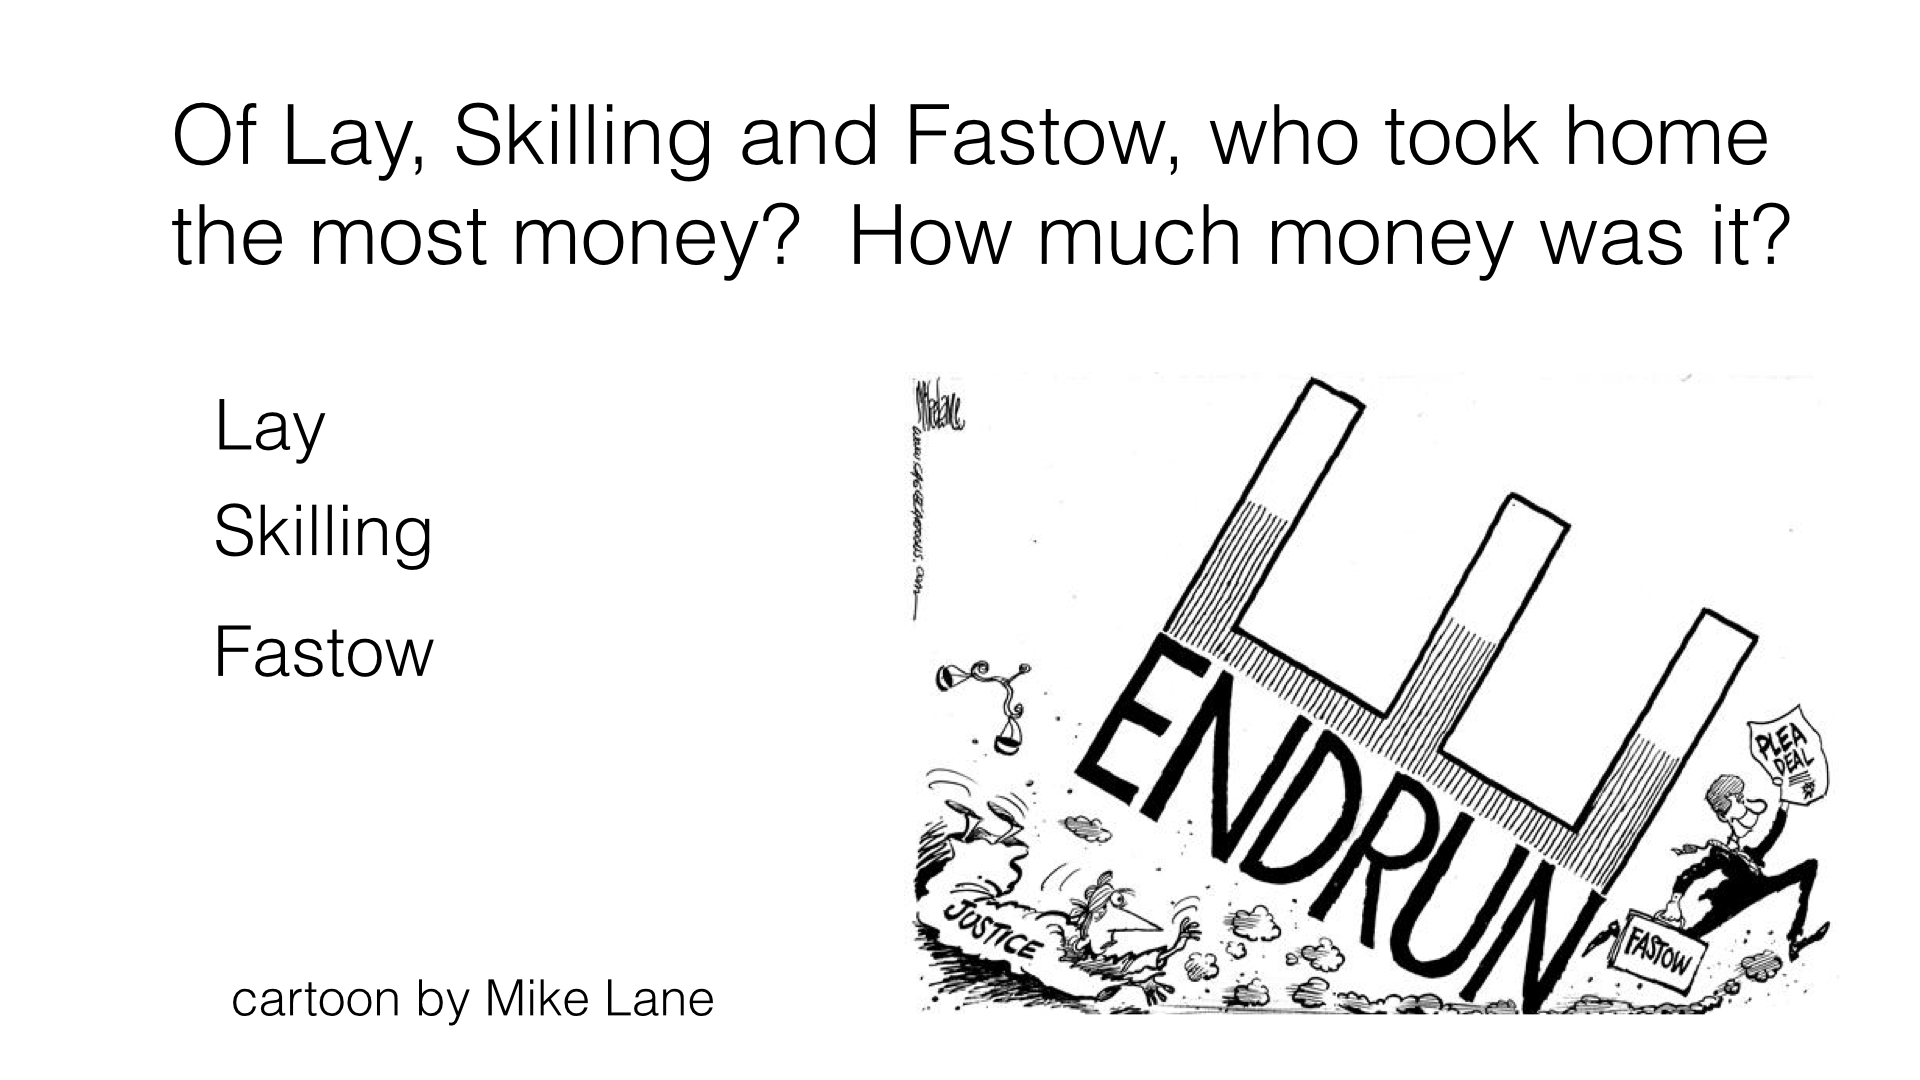 Of Lay, Skilling and Fastow, who took home
the most money?  How much money was it?
Lay
Skilling
Fastow
cartoon by Mike Lane
ENDRUN
PLEA
DEAL
JUSTICE
FASTOW